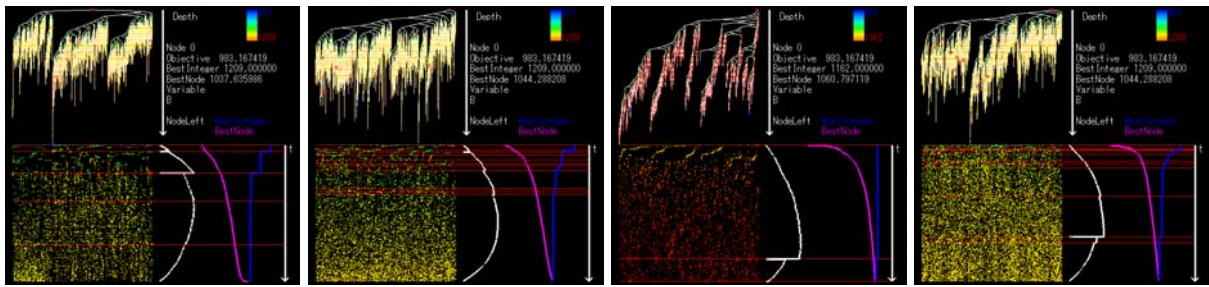 Depth
Node 0
Objective 983,167419
BestInteger 1209,000000
BestNode 1037,635986
Variable
B
NodeLeft BestInteger
BestNode
t
Depth
1209
Node 0
Objective 983,167419
BestInteger 1209,000000
BestNode 1044,288208
Variable
B
NodeLeft BestInteger
BestNode
t
Depth
1162
Node 0
Objective 983,167419
BestInteger 1162,000000
BestNode 1060,797119
Variable
B
NodeLeft BestInteger
BestNode
t
Depth
1209
Node 0
Objective 983,167419
BestInteger 1209,000000
BestNode 1044,288208
Variable
B
NodeLeft BestInteger
BestNode
t